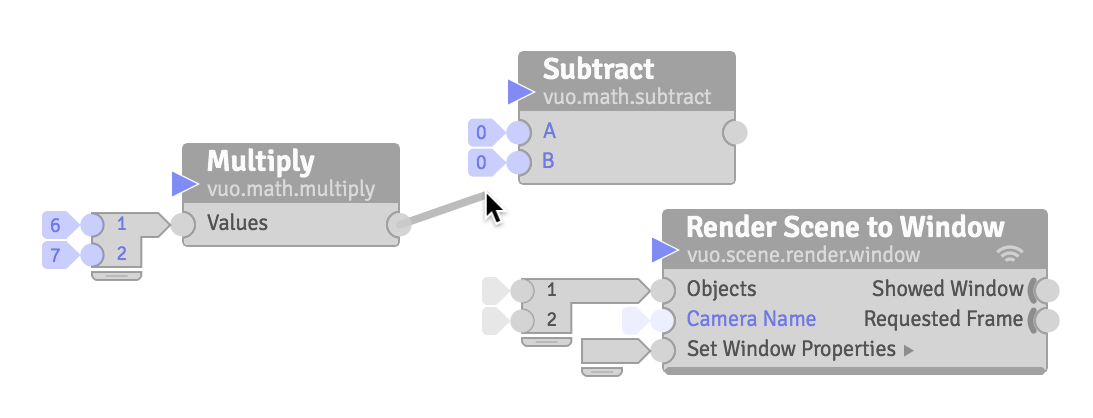 Subtract
vuo.math.subtract
0 A
0 B
Multiply
vuo.math.multiply
6 1 Values
7 2
Render Scene to Window
vuo.scene.render.window
1 Objects Showed Window
2 Camera Name Requested Frame
Set Window Properties